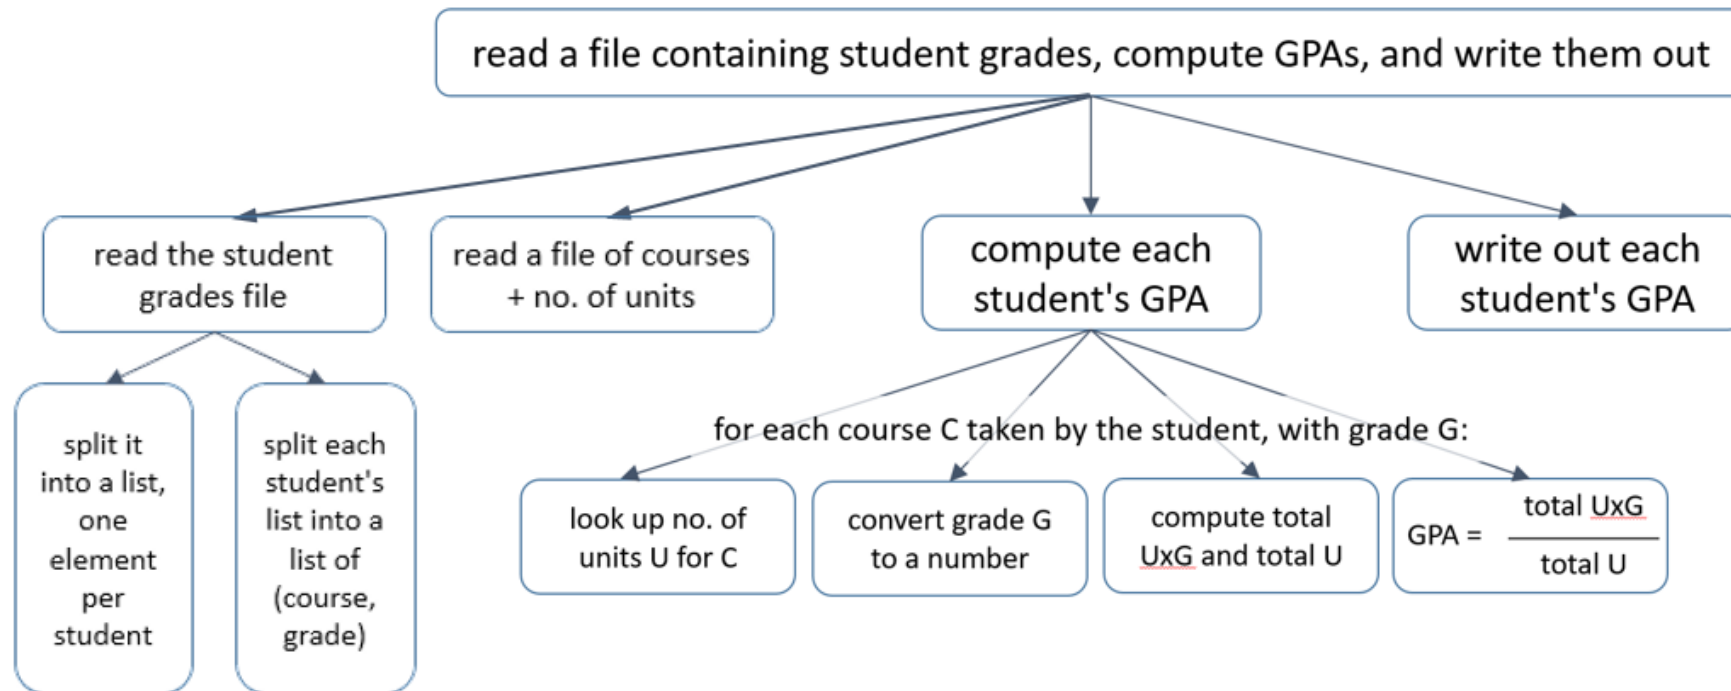 read a file containing student grades, compute GPAs, and write them out
read the student
grades file
read a file of courses
+ no. of units
compute each
student's GPA
write out each
student's GPA
split it
into a list,
one
element
per
student
split each
student's
list into a
list of
(course,
grade)
for each course C taken by the student, with grade G:
look up no. of
units U for C
convert grade G
to a number
compute total
UxG and total U
GPA =
total UxG
total U